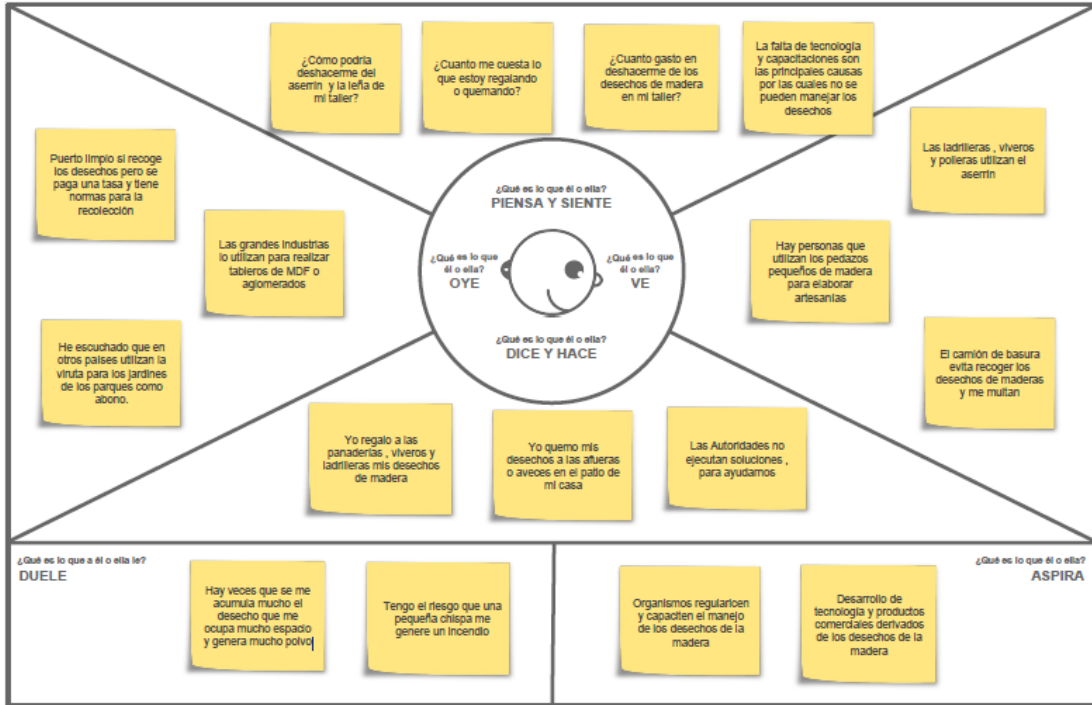 ¿Cómo podría
deshacerme del
aserrín y la leña de
mi taller?
¿Cuanto me cuesta lo
que estoy regalando
o quemando?
¿Cuanto gasto en
deshacerme de los
desechos de madera
en mi taller?
La falta de tecnología
y capacitaciones son
las principales causas
por las cuales no se
pueden manejar los
desechos
Puerto limpio si recoge
los desechos pero se
paga una tasa y tiene
normas para la
recolección
Las grandes industrias
lo utilizan para realizar
tableros de MDF o
aglomerados
He escuchado que en
otros países utilizan la
viruta para los jardines
de los parques como
abono.
¿Qué es lo que él o ella?
PIENSA Y SIENTE
¿Qué es lo que
él o ella?
OYE
¿Qué es lo que
él o ella?
VE
¿Qué es lo que él o ella?
DICE Y HACE
Las ladrilleras , viveros
y polleras utilizan el
aserrín
Hay personas que
utilizan los pedazos
pequeños de madera
para elaborar
artesanías
El camión de basura
evita recoger los
desechos de maderas
y me multan
Yo regalo a las
panaderías , viveros y
ladrilleras mis desechos
de madera
Yo quemo mis
desechos a las afueras
o aveces en el patio de
mi casa
Las Autoridades no
ejecutan soluciones ,
para ayudarnos
¿Qué es lo que a él o ella le?
DUELE
Hay veces que se me
acumula mucho el
desecho que me
ocupa mucho espacio
y genera mucho polvo
Tengo el riesgo que una
pequeña chispa me
genere un incendio
¿Qué es lo que él o ella?
ASPIRA
Organismos regularicen
y capaciten el manejo
de los desechos de la
madera
Desarrollo de
tecnología y productos
comerciales derivados
de los desechos de la
madera